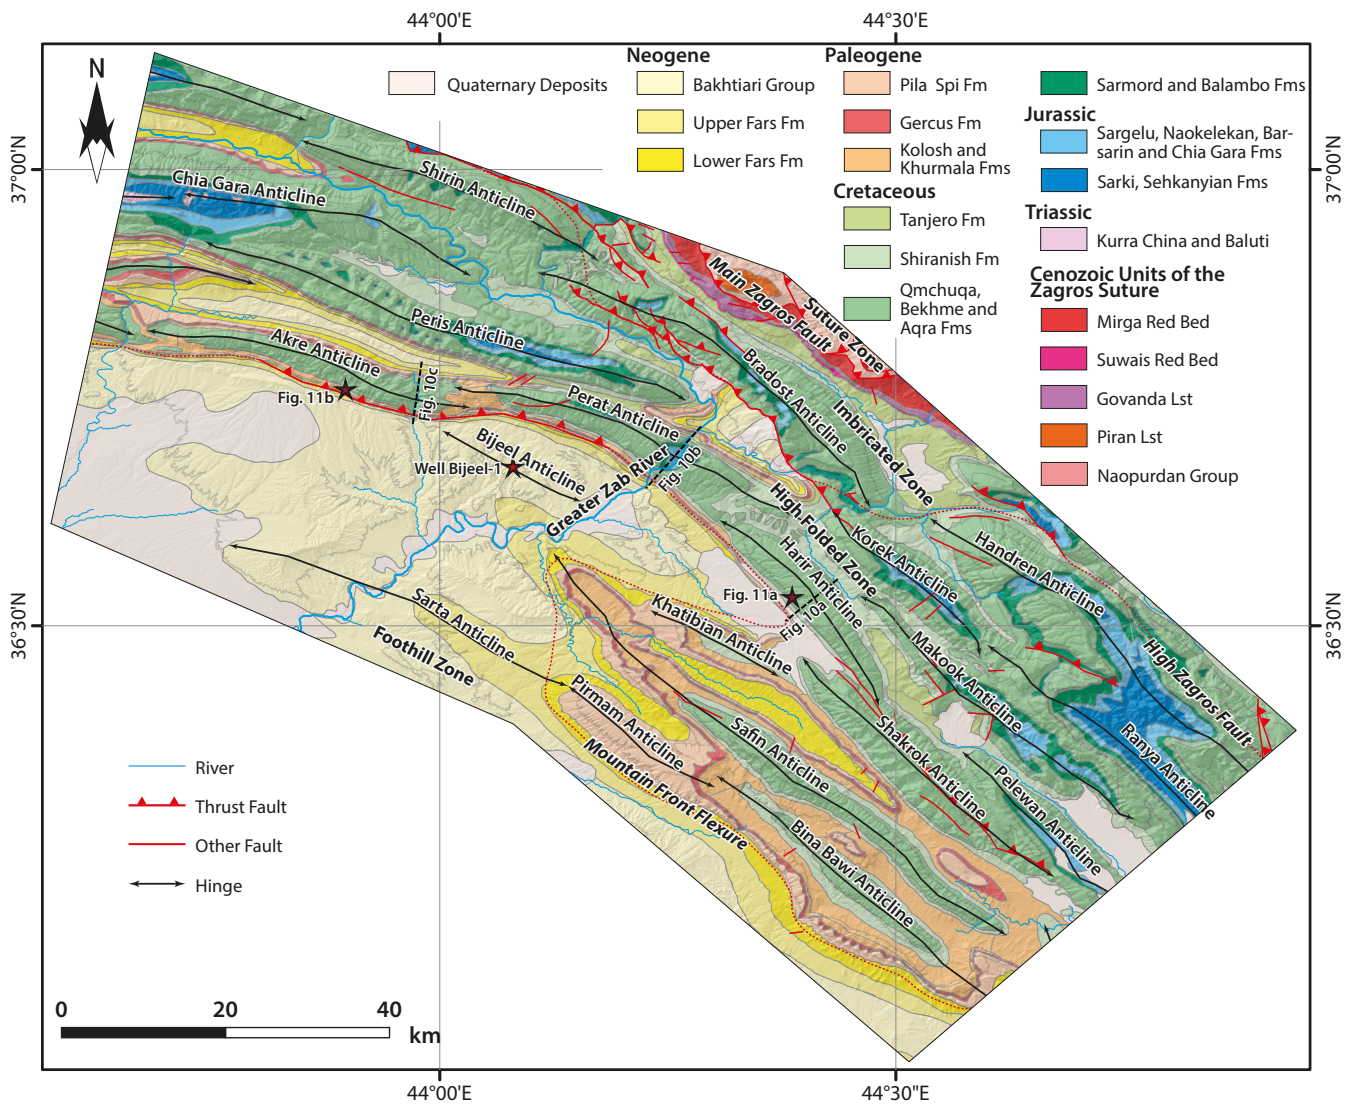 44°00'E
44°30'E
N
Quaternary Deposits
Neogene
Bakhtiari Group
Upper Fars Fm
Lower Fars Fm
Paleogene
Pila Spi Fm
Gercus Fm
Kolosh and
Khurmala Fms
Cretaceous
Tanjero Fm
Shiranish Fm
Qmchuqa,
Bekhme and
Aqra Fms
Sarmord and Balambo Fms
Jurassic
Sargelu, Naokelekan, Bar-
sarin and Chia Gara Fms
Sarki, Sehkanyian Fms
Triassic
Kurra China and Baluti
Cenozoic Units of the
Zagros Suture
Mirga Red Bed
Suwais Red Bed
Govanda Lst
Piran Lst
Naopurdan Group
37°00'N
37°00'N
36°30'N
36°30'N
Shirin Anticline
Chia Gara Anticline
Main Zagros Fault
Suture Zone
Peris Anticline
Akre Anticline
Fig. 11b
Fig. 10c
Perat Anticline
Bradost Anticline
Imbricated Zone
Bijeel Anticline
Well Bijeel-1
Greater Zab River
Fig. 10b
High Folded Zone
Harir Anticline
Korek Anticline
Handren Anticline
Fig. 11a
Fig. 10a
Sarta Anticline
Foothill Zone
Khatibian Anticline
Makook Anticline
High Zagros Fault
Pirmam Anticline
Safin Anticline
Shakrok Anticline
Ranya Anticline
Pelewan Anticline
Mountain Front Flexure
Bina Bawi Anticline
River
Thrust Fault
Other Fault
Hinge
0
20
40
km
44°00'E
44°30"E